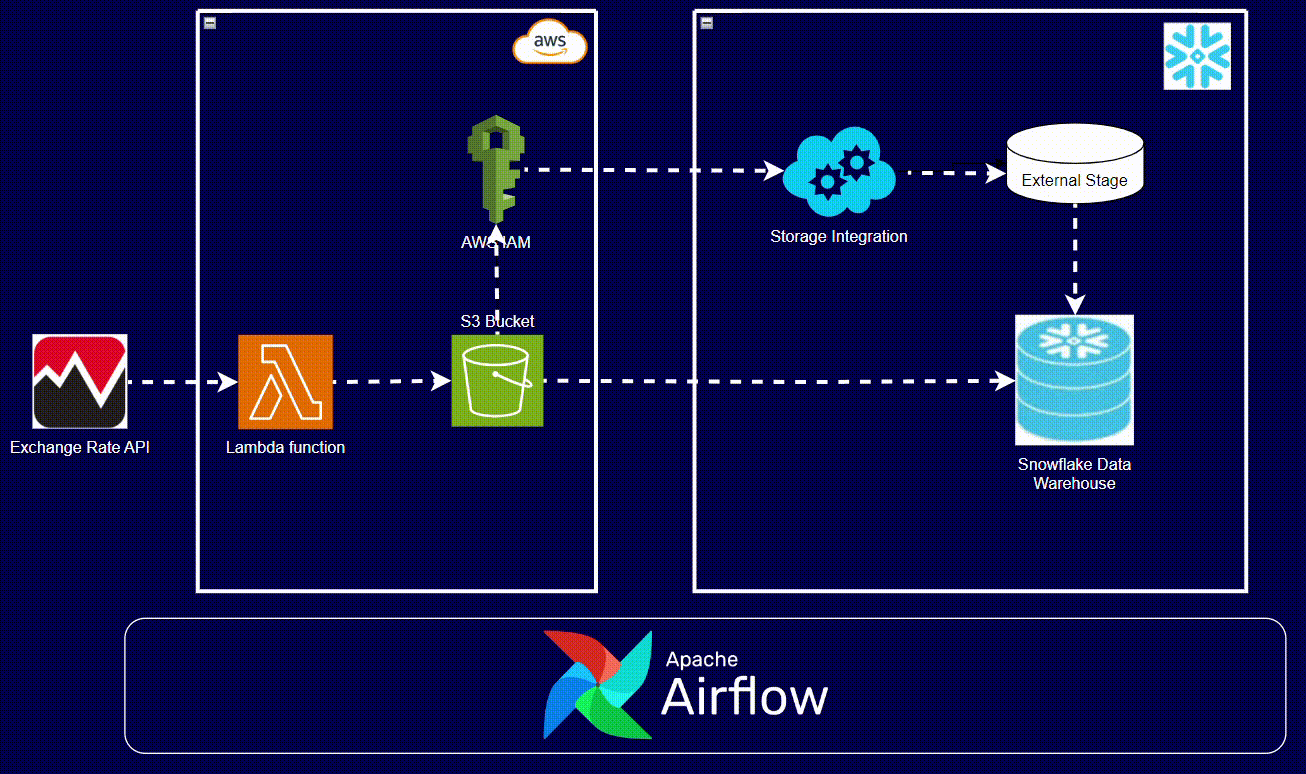 aws
AWS IAM
Storage Integration
External Stage
S3 Bucket
Exchange Rate API
Lambda function
Snowflake Data
Warehouse
Apache
Airflow